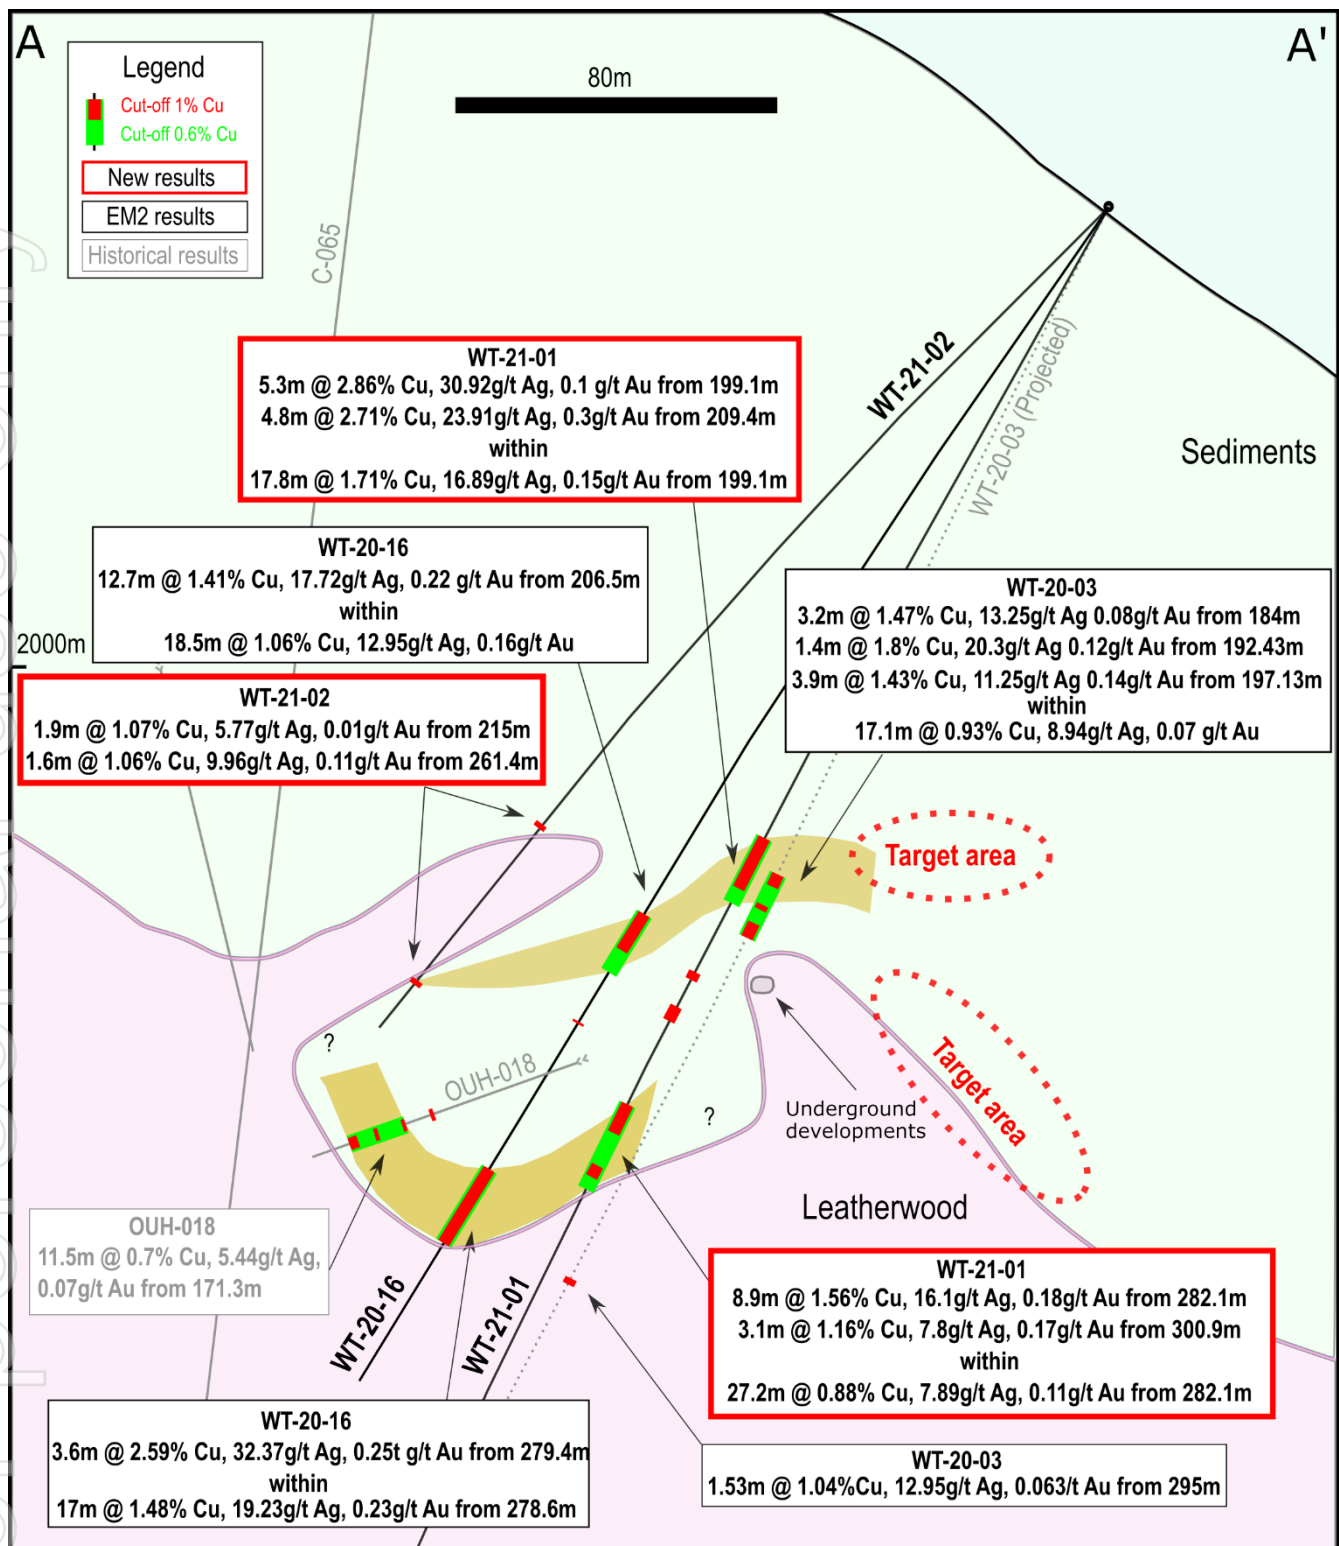 A
A'
Legend
Cut-off 1% Cu
Cut-off 0.6% Cu
New results
EM2 results
Historical results
80m
C-065
WT-21-02
WT-20-03 (Projected)
Sediments
WT-21-01
5.3m @ 2.86% Cu, 30.92g/t Ag, 0.1 g/t Au from 199.1m
4.8m @ 2.71% Cu, 23.91g/t Ag, 0.3g/t Au from 209.4m
within
17.8m @ 1.71% Cu, 16.89g/t Ag, 0.15g/t Au from 199.1m
WT-20-16
12.7m @ 1.41% Cu, 17.72g/t Ag, 0.22 g/t Au from 206.5m
within
18.5m @ 1.06% Cu, 12.95g/t Ag, 0.16g/t Au
WT-20-03
3.2m @ 1.47% Cu, 13.25g/t Ag 0.08g/t Au from 184m
1.4m @ 1.8% Cu, 20.3g/t Ag 0.12g/t Au from 192.43m
3.9m @ 1.43% Cu, 11.25g/t Ag 0.14g/t Au from 197.13m
within
17.1m @ 0.93% Cu, 8.94g/t Ag, 0.07 g/t Au
2000m
WT-21-02
1.9m @ 1.07% Cu, 5.77g/t Ag, 0.01g/t Au from 215m
1.6m @ 1.06% Cu, 9.96g/t Ag, 0.11g/t Au from 261.4m
Target area
?
OUH-018
?
Underground
developments
Target area
Leatherwood
OUH-018
11.5m @ 0.7% Cu, 5.44g/t Ag,
0.07g/t Au from 171.3m
WT-20-16
WT-21-01
WT-21-01
8.9m @ 1.56% Cu, 16.1g/t Ag, 0.18g/t Au from 282.1m
3.1m @ 1.16% Cu, 7.8g/t Ag, 0.17g/t Au from 300.9m
within
27.2m @ 0.88% Cu, 7.89g/t Ag, 0.11g/t Au from 282.1m
WT-20-16
3.6m @ 2.59% Cu, 32.37g/t Ag, 0.25t g/t Au from 279.4m
within
17m @ 1.48% Cu, 19.23g/t Ag, 0.23g/t Au from 278.6m
WT-20-03
1.53m @ 1.04%Cu, 12.95g/t Ag, 0.063/t Au from 295m